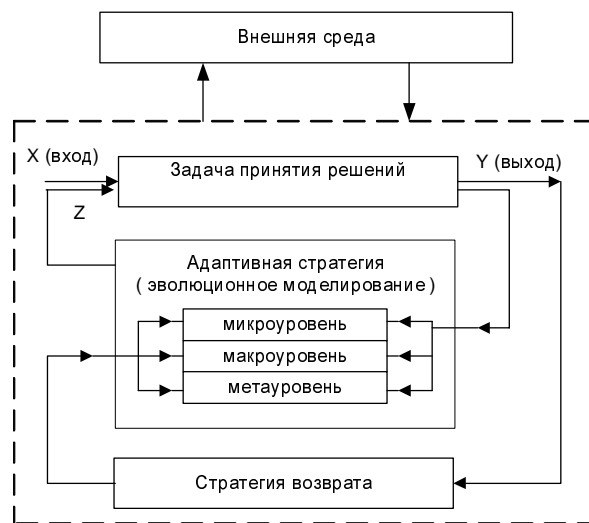 Внешняя среда
X (вход)
Задача принятия решений
Y (выход)
Z
Адаптивная стратегия
( эволюционное моделирование )
микроуровень
макроуровень
метауровень
Стратегия возврата